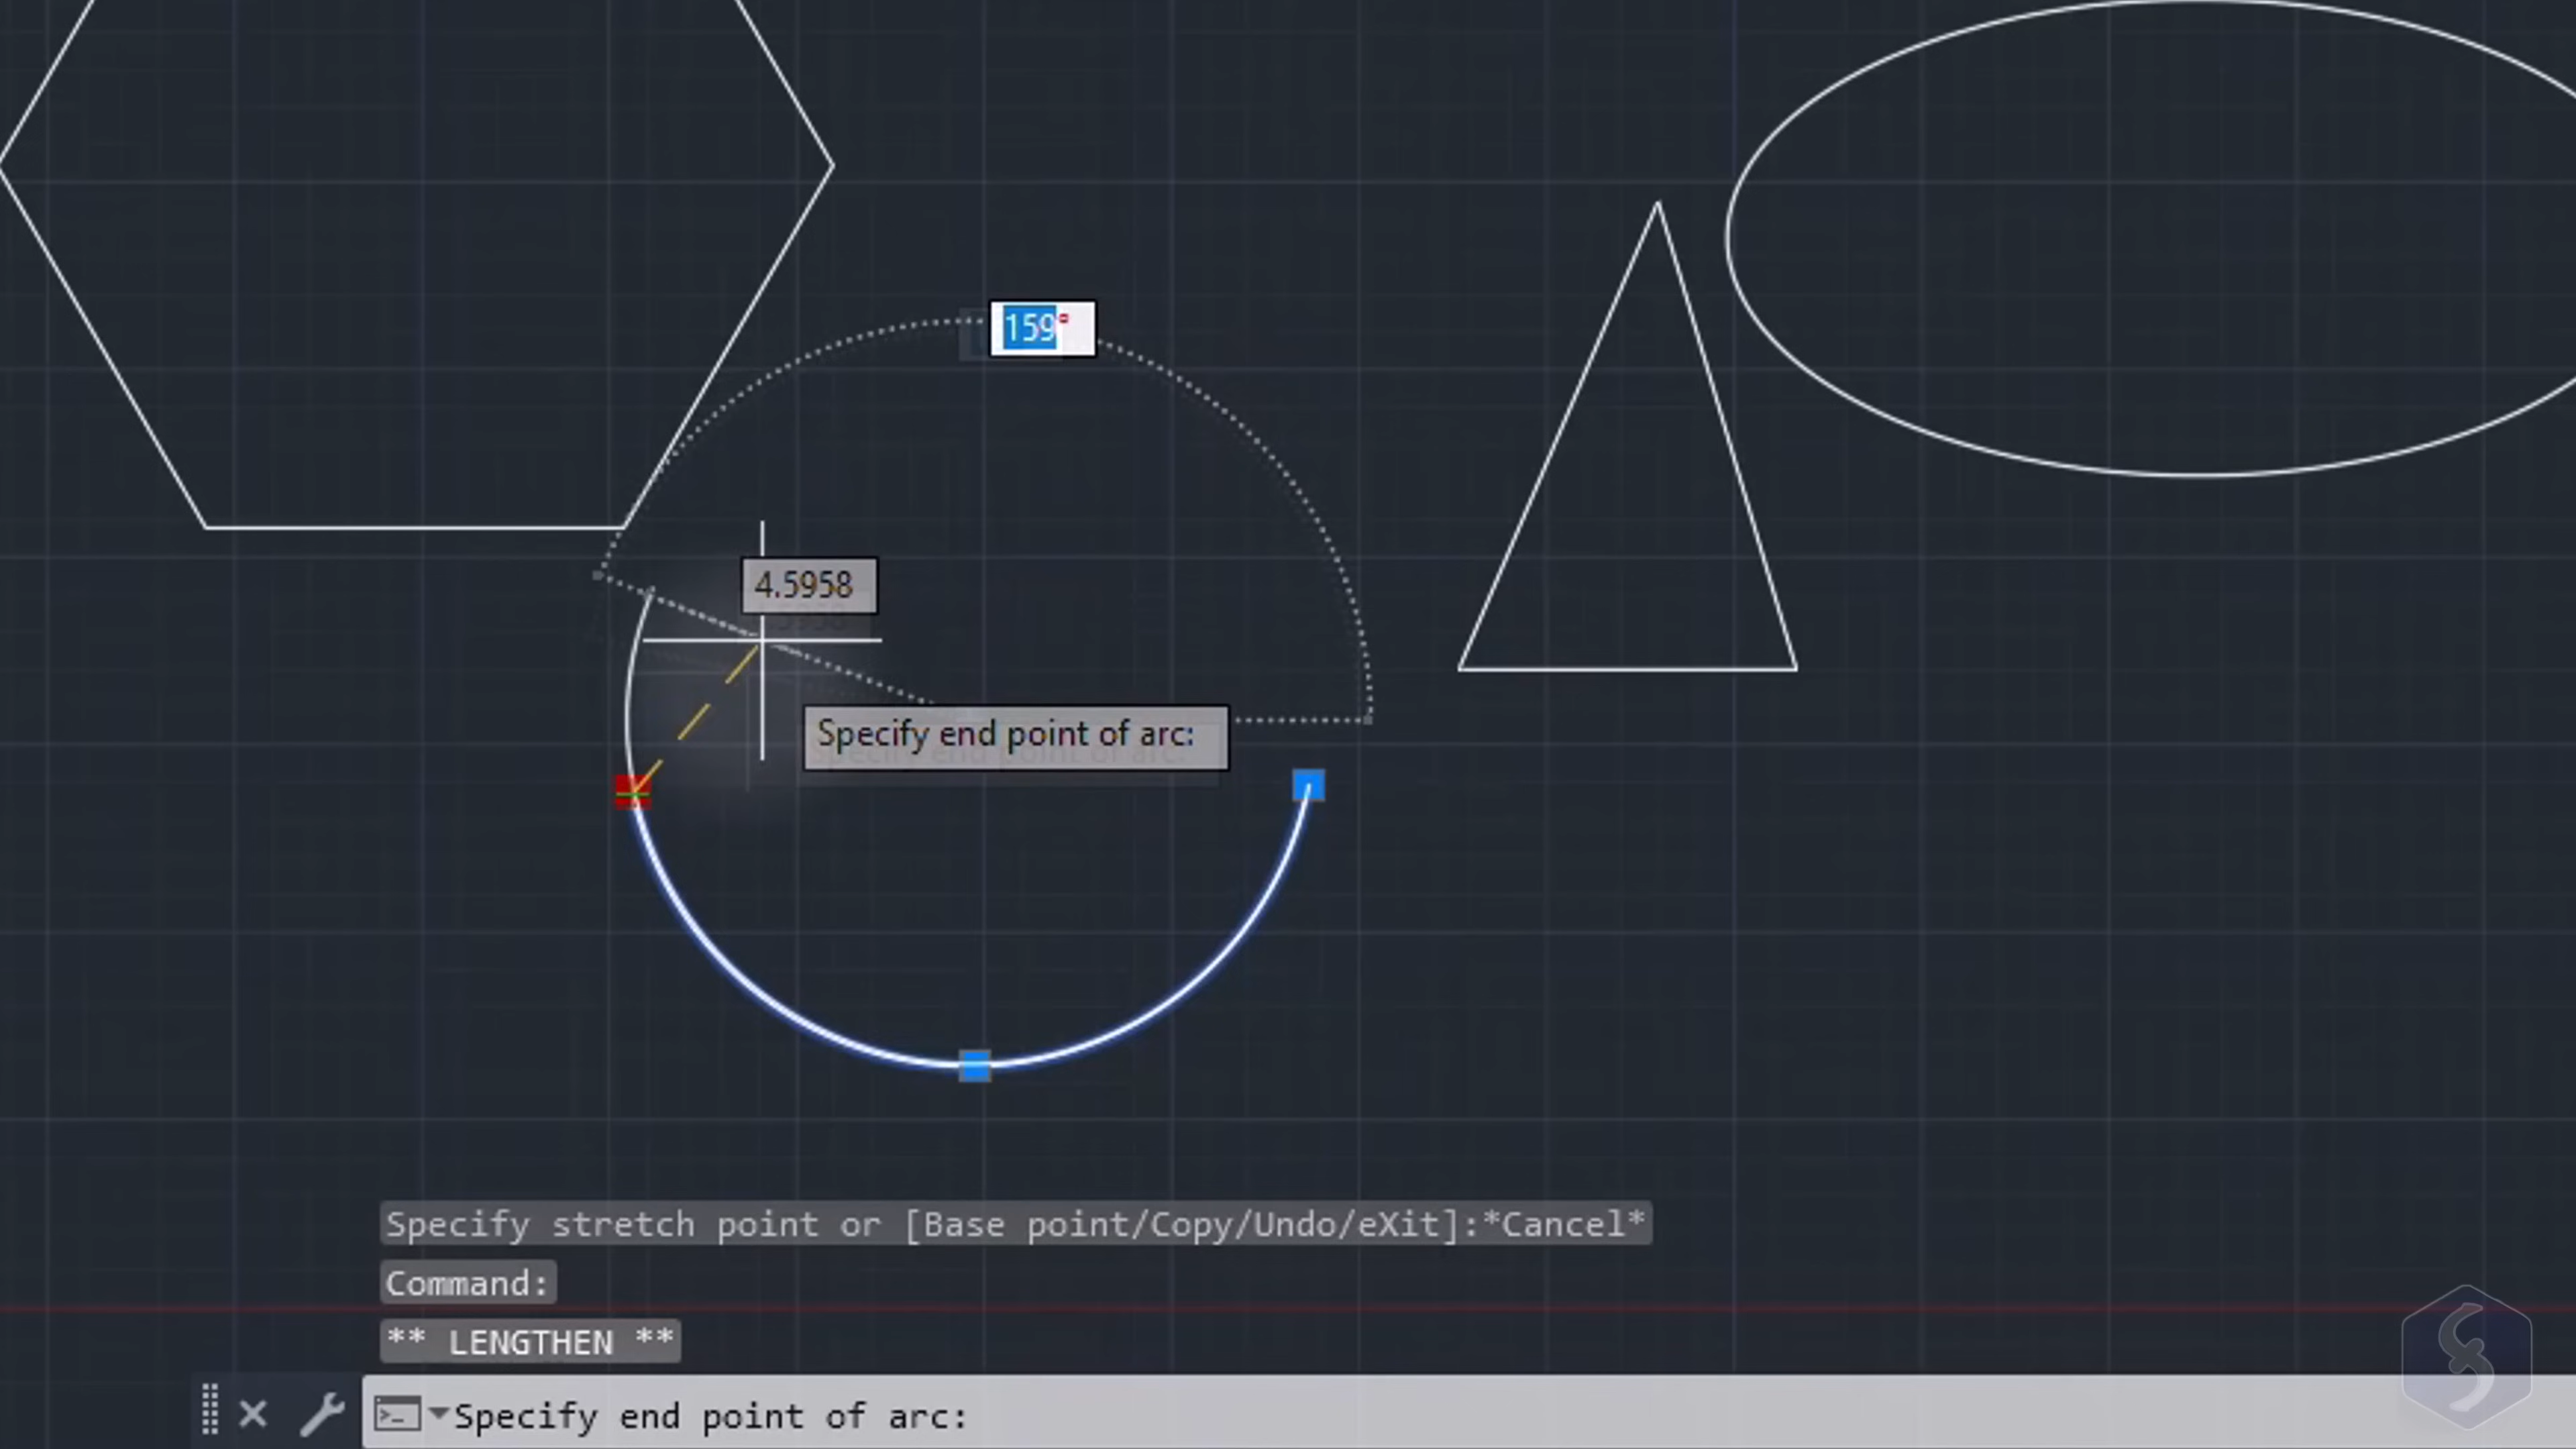 159°
4.5958
Specify end point of arc:
Specify stretch point or [Base point/Copy/Undo/eXit]:*Cancel*
Command:
** LENGTHEN **
Specify end point of arc: